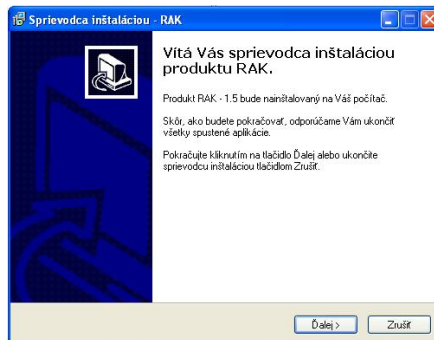 Sprievodca inštaláciou - RAK
Vítá Vás sprievodca inštaláciou
produktu RAK.
Produkt RAK - 1.5 bude nainštalovaný na Váš počítač.
Skôr, ako budete pokračovať, odporúčame Vám ukončiť
všetky spustené aplikácie.
Pokračujte kliknutím na tlačidlo Ďalej alebo ukončite
sprievodcu inštaláciou tlačidlom Zrušiť.
Ďalej >
Zrušiť